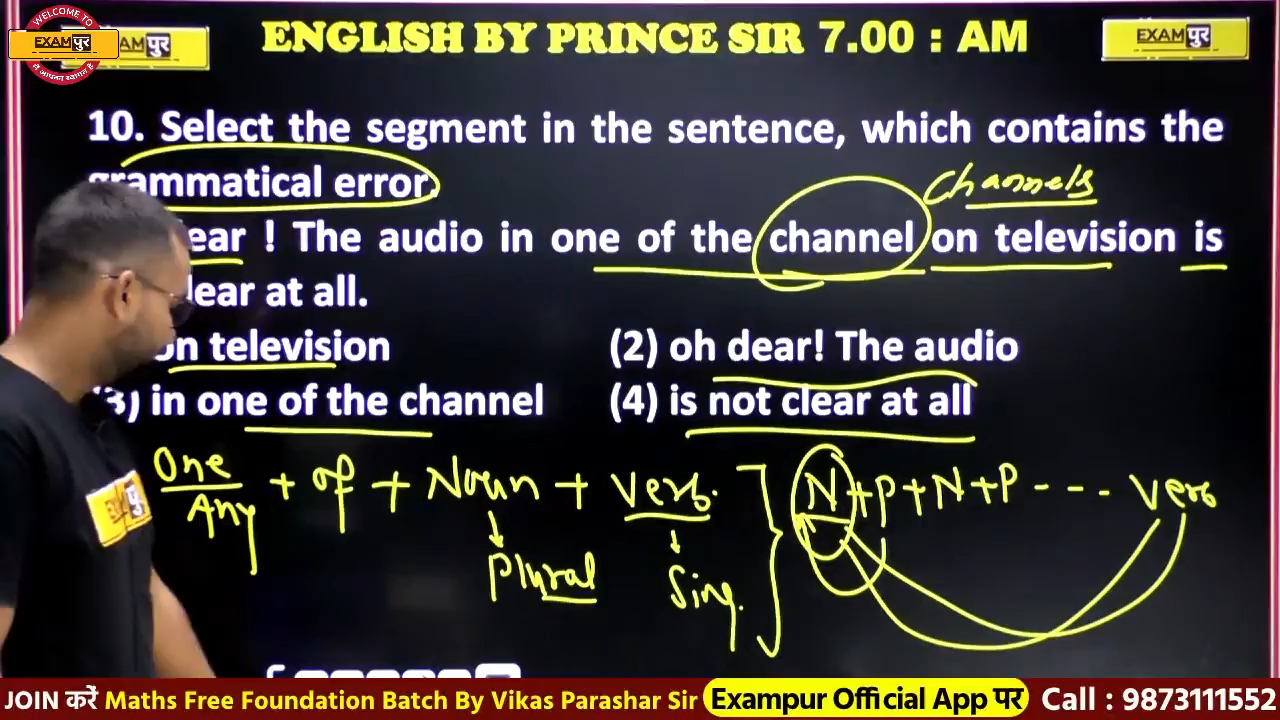 WELCOME TO
EXAMपुर
AMपुर
ENGLISH BY PRINCE SIR 7.00 : AM
EXAMपुर
10. Select the segment in the sentence, which contains the
grammatical error.
channels
ear ! The audio in one of the channel on television is
lear at all.
on television (2) oh dear! The audio
(3) in one of the channel (4) is not clear at all
One
Any + of + Noun + verb. N+P+N+P --- verb
Plural Sing.
EXAMपुर
JOIN करें Maths Free Foundation Batch By Vikas Parashar Sir Exampur Official App पर Call : 9873111552